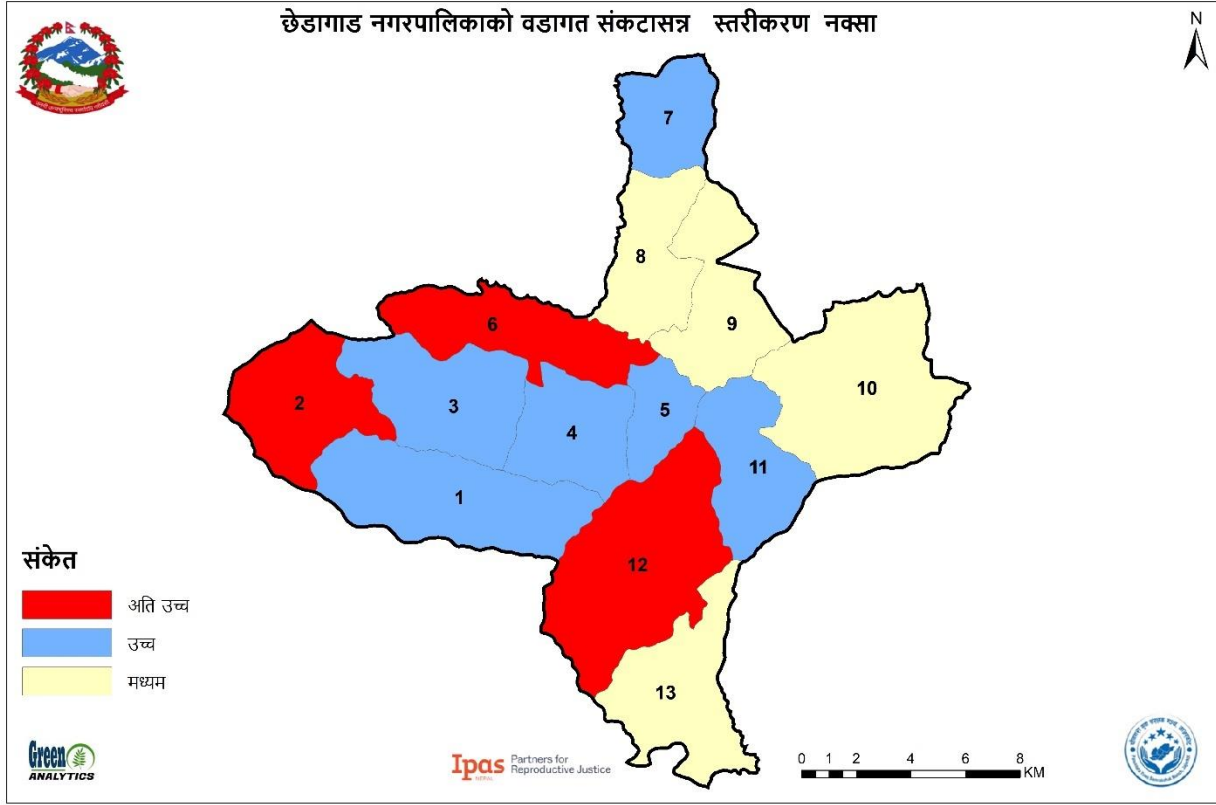 छेडागाड नगरपालिकाको वडागत संकटासन्न स्तरीकरण नक्सा
N
7
8
9
6
10
2
3
5
4
11
1
12
13
संकेत
अति उच्च
उच्च
मध्यम
Green
ANALYTICS
Ipas
NEPAL
Partners for
Reproductive Justice
0 1 2 4 6 8
KM